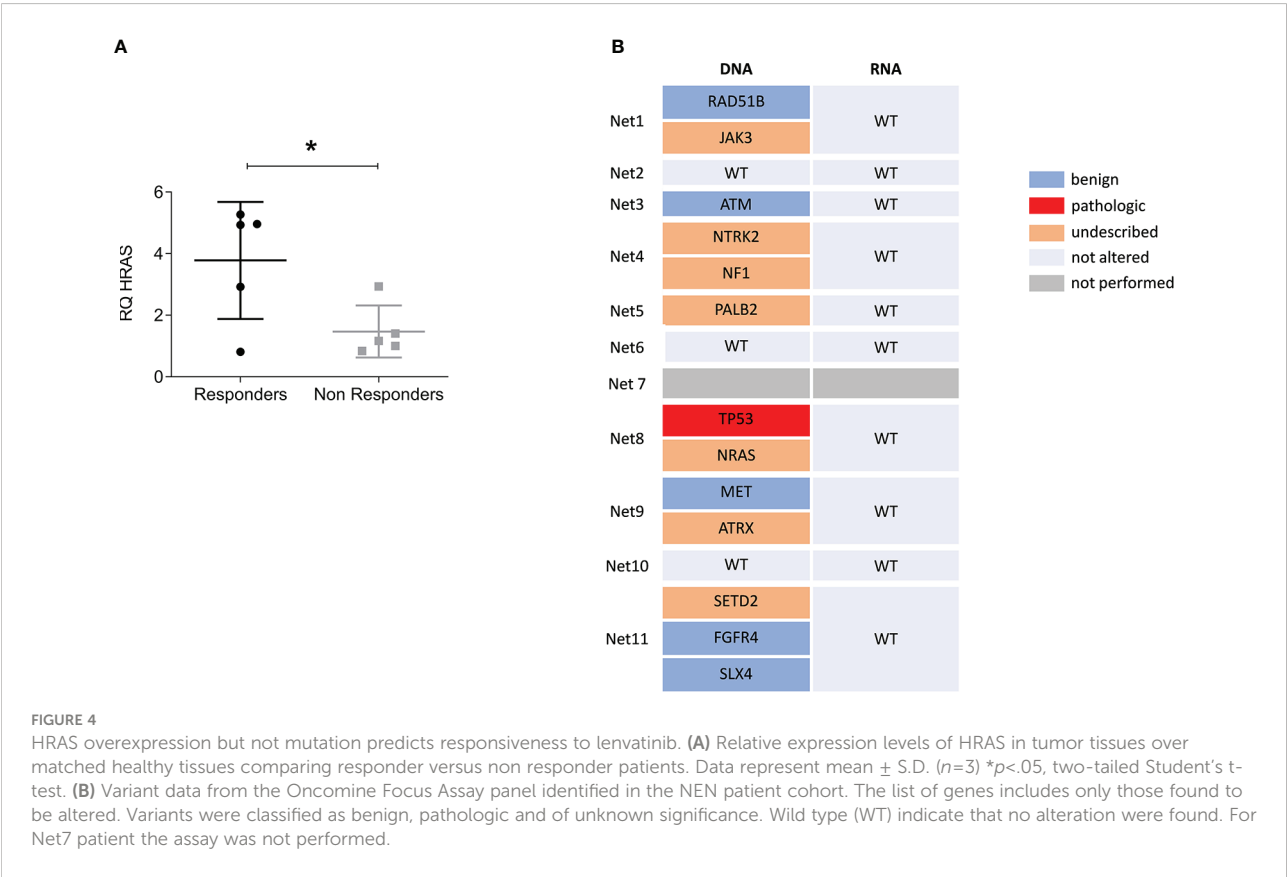 A
*
RQ HRAS
6
4
2
0
Responders
Non Responders
B
DNA
RNA
Net1
RAD51B
JAK3
WT
Net2
WT
WT
Net3
ATM
WT
Net4
NTRK2
NF1
WT
Net5
PALB2
WT
Net6
WT
WT
Net 7
Net8
TP53
NRAS
WT
Net9
MET
ATRX
WT
Net10
WT
WT
Net11
SETD2
FGFR4
SLX4
WT
benign
pathologic
undescribed
not altered
not performed
FIGURE 4
HRAS overexpression but not mutation predicts responsiveness to lenvatinib. (A) Relative expression levels of HRAS in tumor tissues over
matched healthy tissues comparing responder versus non responder patients. Data represent mean ± S.D. (n=3) *p<.05, two-tailed Student's t-
test. (B) Variant data from the Oncomine Focus Assay panel identified in the NEN patient cohort. The list of genes includes only those found to
be altered. Variants were classified as benign, pathologic and of unknown significance. Wild type (WT) indicate that no alteration were found. For
Net7 patient the assay was not performed.